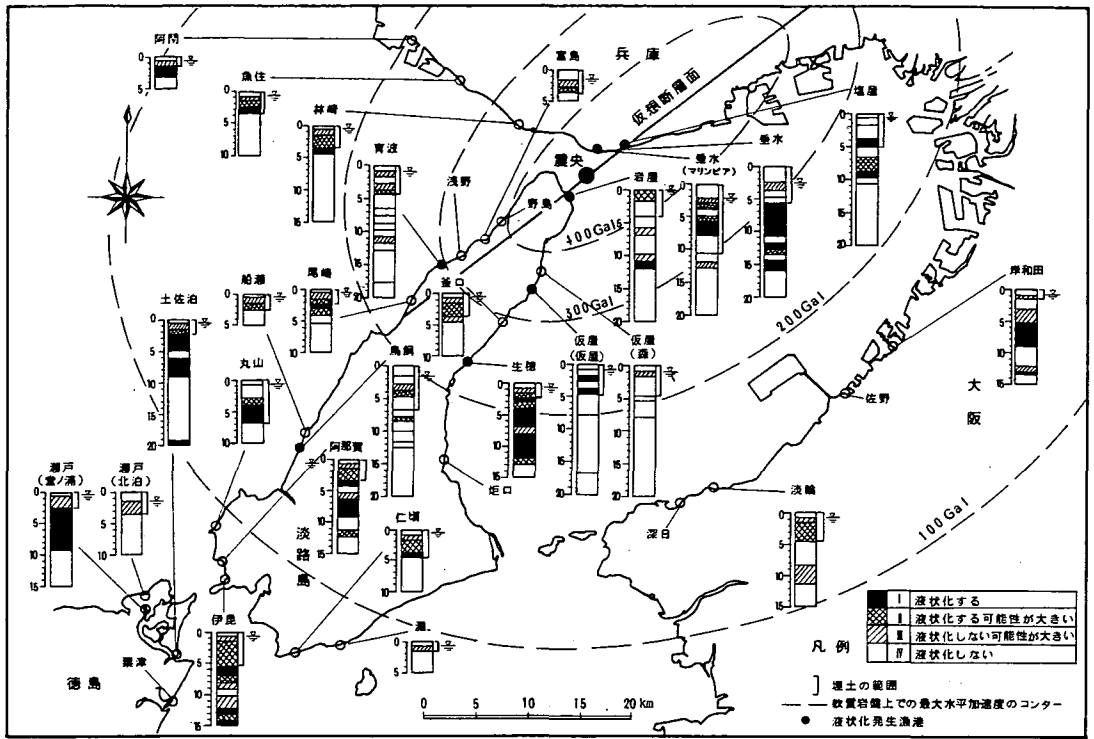 阿閇
魚住
林崎
育波
浅野
富島
兵庫
仮想断層面
塩屋
垂水
垂水
(マリンピア)
震央
岩屋
野島
400Gals
300Gal
200Gal
100Gal
船瀬
尾崎
釜口
土佐泊
丸山
鳥飼
生穂
仮屋
(仮屋)
仮屋
(森)
岸和田
大阪
佐野
瀬戸
(堂ノ浦)
瀬戸
(北泊)
阿那賀
炬口
淡輪
深日
淡路島
仁頃
灘
伊毘
粟津
徳島
凡例
I 液状化する
II 液状化する可能性が大きい
III 液状化しない可能性が大きい
IV 液状化しない
埋土の範囲
軟質岩盤上での最大水平加速度のコンター
液状化発生漁港
0 5 10 15 20 km